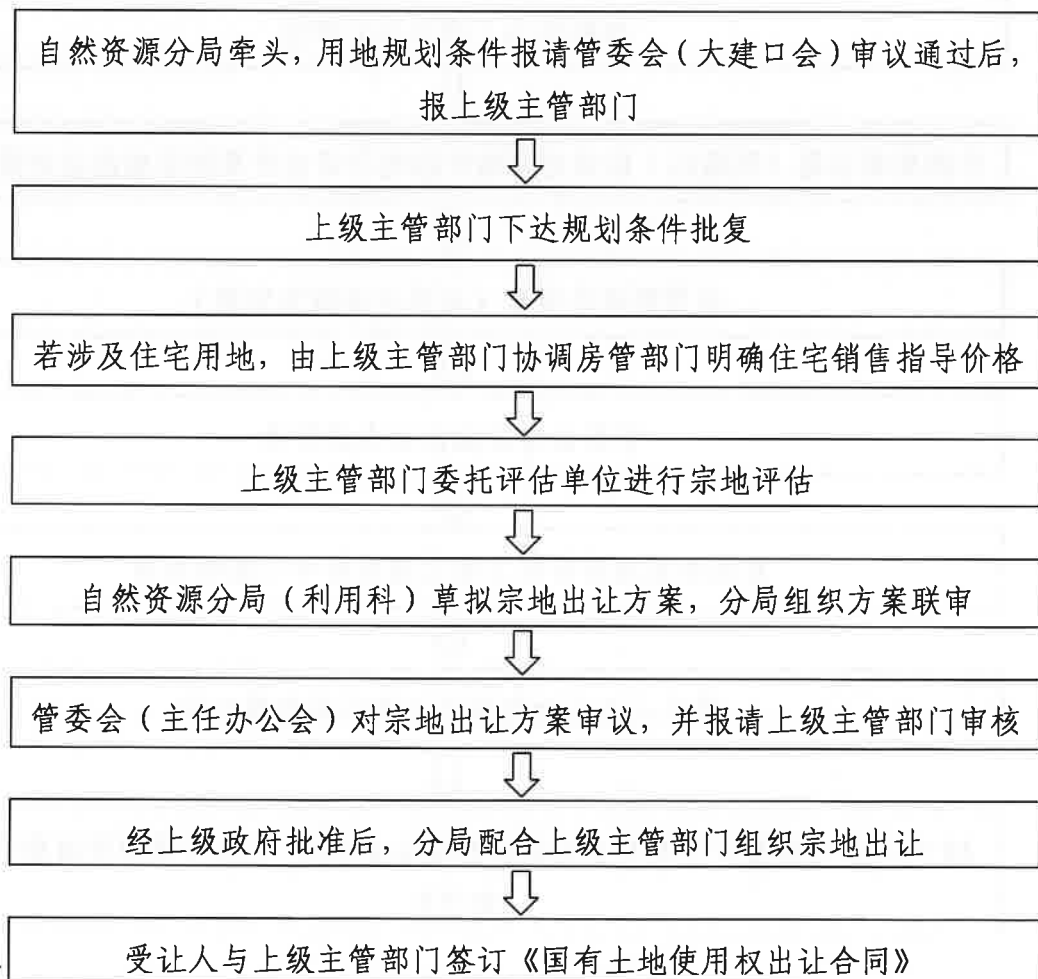 自然资源分局牵头，用地规划条件报请管委会（大建口会）审议通过后，
报上级主管部门
上级主管部门下达规划条件批复
若涉及住宅用地，由上级主管部门协调房管部门明确住宅销售指导价格
上级主管部门委托评估单位进行宗地评估
自然资源分局（利用科）草拟宗地出让方案，分局组织方案联审
管委会（主任办公会）对宗地出让方案审议，并报请上级主管部门审核
经上级政府批准后，分局配合上级主管部门组织宗地出让
受让人与上级主管部门签订《国有土地使用权出让合同》